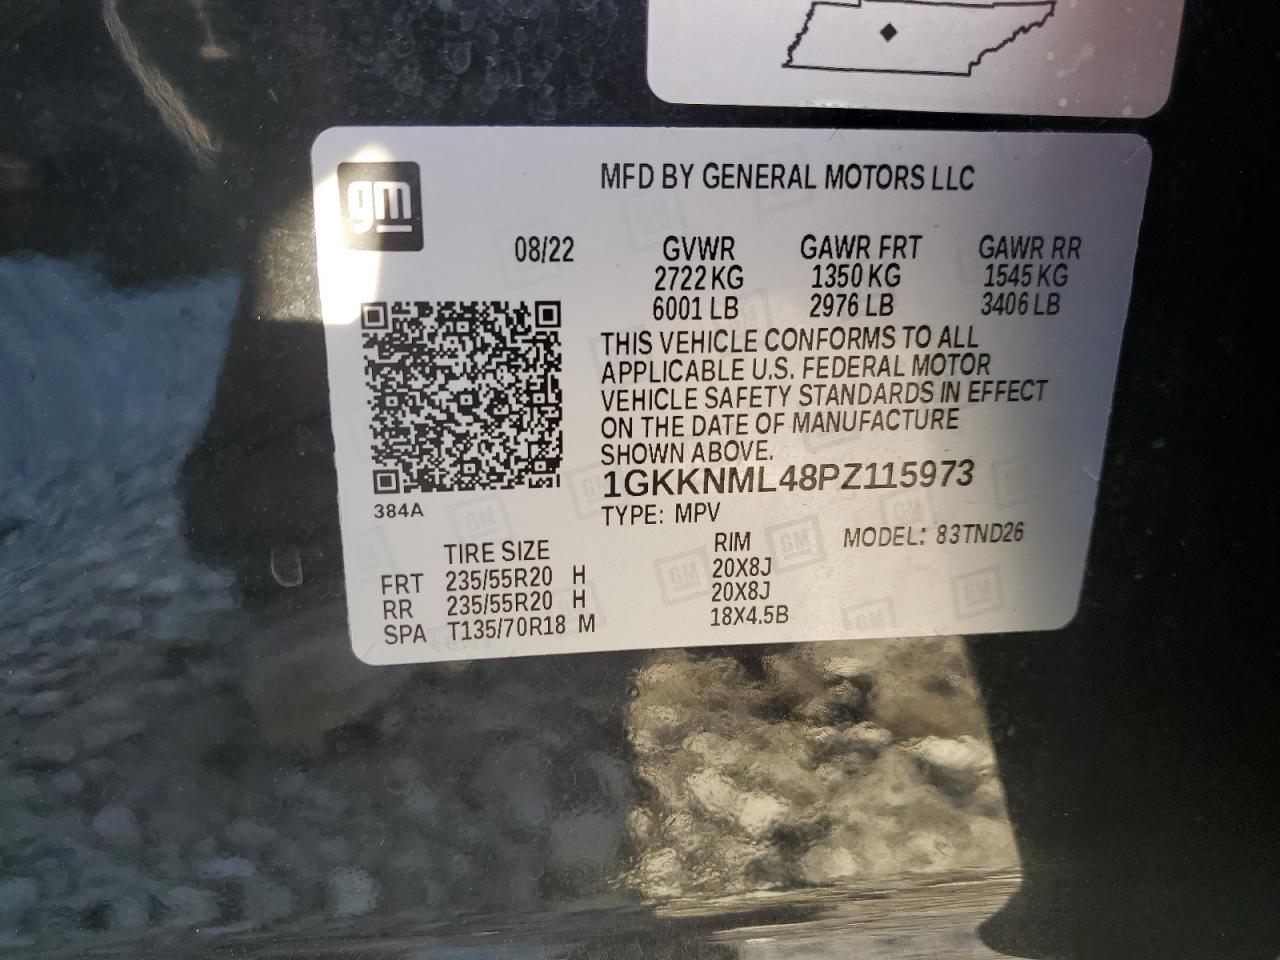 gm
MFD BY GENERAL MOTORS LLC
08/22 GVWR GAWR FRT GAWR RR
2722 KG 1350 KG 1545 KG
6001 LB 2976 LB 3406 LB
THIS VEHICLE CONFORMS TO ALL
APPLICABLE U.S. FEDERAL MOTOR
VEHICLE SAFETY STANDARDS IN EFFECT
ON THE DATE OF MANUFACTURE
SHOWN ABOVE.
1GKKNML48PZ115973
384A
TYPE: MPV
TIRE SIZE RIM MODEL: 83TND26
FRT 235/55R20 H 20X8J
RR 235/55R20 H 20X8J
SPA T135/70R18 M 18X4.5B